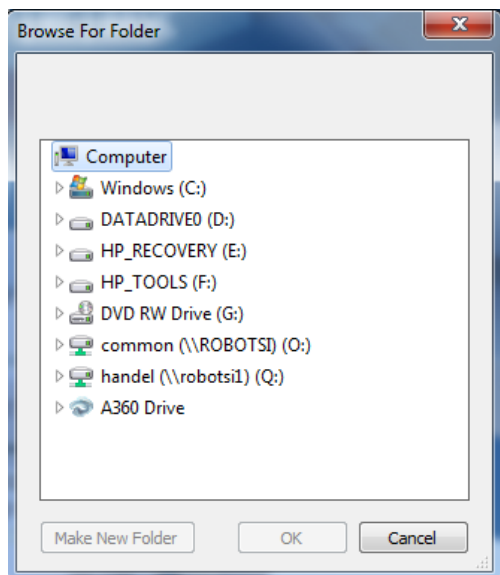 Browse For Folder
Computer
Windows (C:)
DATADRIVE0 (D:)
HP_RECOVERY (E:)
HP_TOOLS (F:)
DVD RW Drive (G:)
common (\\ROBOTSI) (O:)
handel (\\robotsi1) (Q:)
A360 Drive
Make New Folder OK Cancel